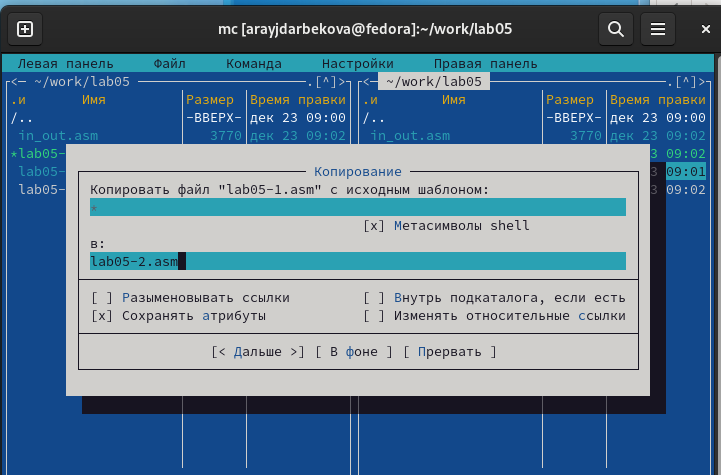 mc [arayjdarbekova@fedora]:~/work/lab05
Левая панель Файл Команда Настройки Правая панель
<— ~/work/lab05 .[^]> <— ~/work/lab05 .[^]>
.и Имя Размер Время правки .и Имя Размер Время правки
/.. -ВВЕРХ- дек 23 09:00 /.. -ВВЕРХ- дек 23 09:00
in_out.asm 3770 дек 23 09:02 in_out.asm 3770 дек 23 09:02
*lab05- 3 09:02
lab05- 3 09:01
lab05- 3 09:02
Копирование
Копировать файл "lab05-1.asm" с исходным шаблоном:
*
[x] Метасимволы shell
в:
lab05-2.asm
[ ] Разыменовывать ссылки [ ] Внутрь подкаталога, если есть
[x] Сохранять атрибуты [ ] Изменять относительные ссылки
[< Дальше >] [ В фоне ] [ Прервать ]